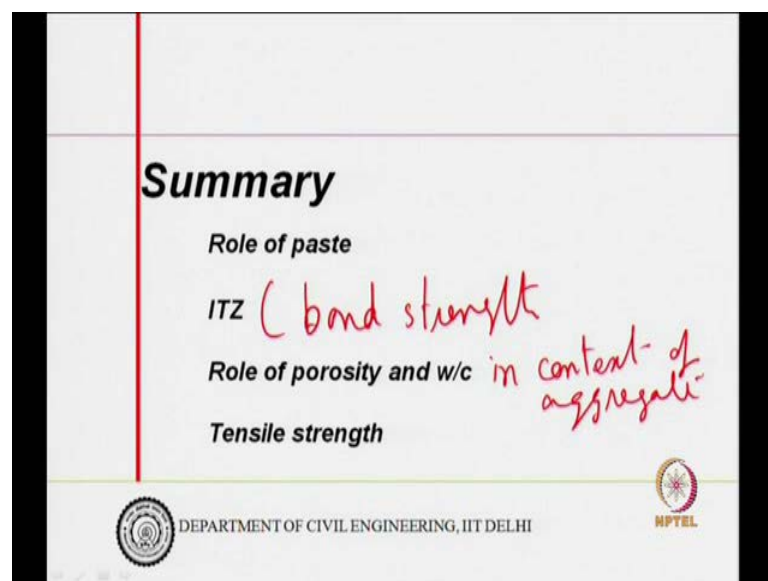 Summary
Role of paste
ITZ ( bond strength
Role of porosity and w/c in context of
aggregate
Tensile strength
DEPARTMENT OF CIVIL ENGINEERING, IIT DELHI
NPTEL